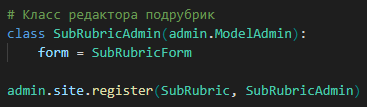 # Класс редактора подрубрик
class SubRubricAdmin(admin.ModelAdmin):
    form = SubRubricForm

admin.site.register(SubRubric, SubRubricAdmin)